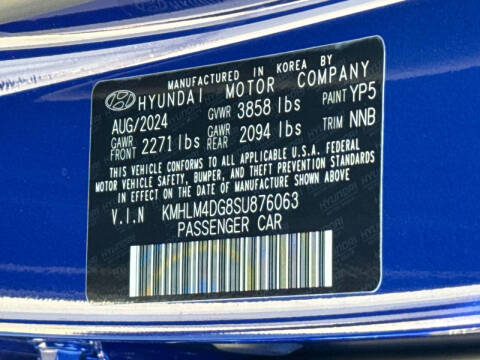 MANUFACTURED IN KOREA BY
HYUNDAI MOTOR COMPANY
AUG/2024 GVWR 3858 lbs PAINT YP5
GAWR FRONT 2271 lbs GAWR REAR 2094 lbs TRIM NNB
THIS VEHICLE CONFORMS TO ALL APPLICABLE U.S.A. FEDERAL
MOTOR VEHICLE SAFETY, BUMPER, & THEFT PREVENTION STANDARDS
IN EFFECT ON THE DATE OF MANUFACTURE SHOWN ABOVE
V.I.N KMHLM4DG8SU876063
PASSENGER CAR